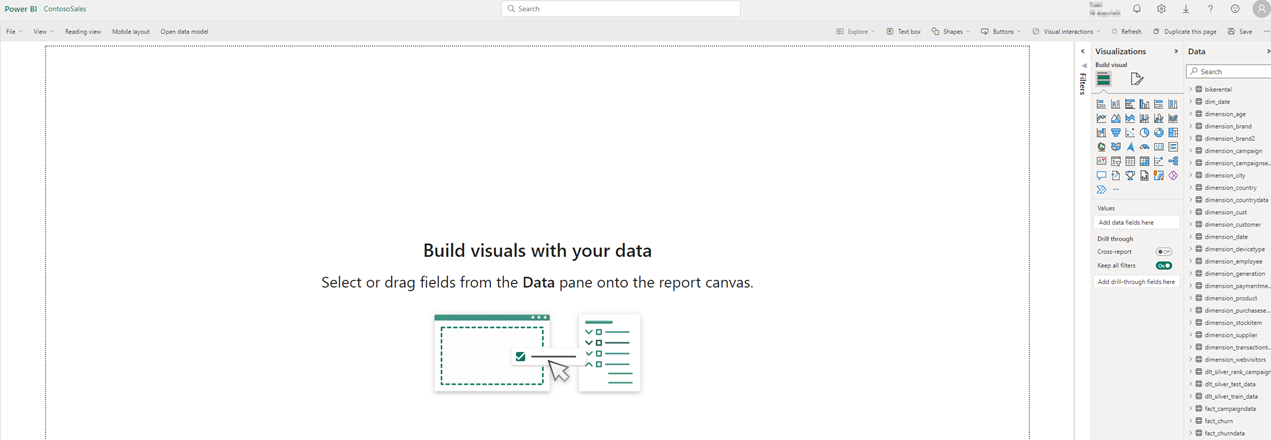 Power BI ContosoSales
Search
File View Reading view Mobile layout Open data model
Explore Text box Shapes Buttons Visual interactions Refresh Duplicate this page Save ...
Filters
Visualizations
Build visual
Values
Add data fields here
Drill through
Cross-report Off
Keep all filters On
Add drill-through fields here
Data
Search
bikerental
dim_date
dimension_age
dimension_brand
dimension_brand2
dimension_campaign
dimension_campaignse...
dimension_city
dimension_country
dimension_countrydata
dimension_cust
dimension_customer
dimension_date
dimension_devicetype
dimension_employee
dimension_generation
dimension_paymentme...
dimension_product
dimension_purchasese...
dimension_stockitem
dimension_supplier
dimension_transactiont...
dimension_webvisitors
dlt_silver_rank_campaign
dlt_silver_test_data
dlt_silver_train_data
fact_campaigndata
fact_churn
fact_churndata
Build visuals with your data
Select or drag fields from the Data pane onto the report canvas.